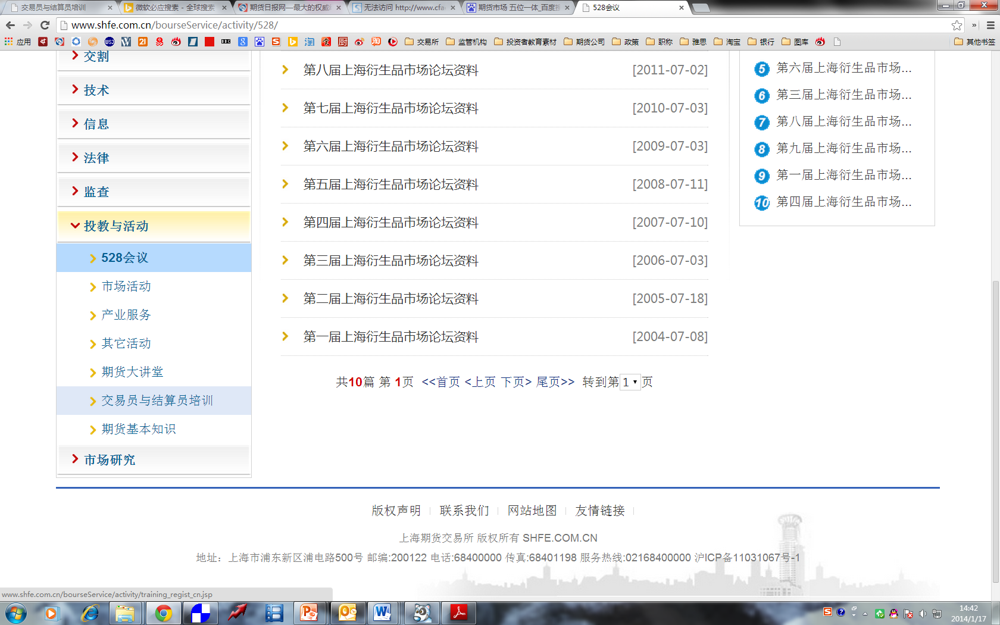 交易员与结算员培训
微软必应搜索 - 全球搜索
期货日报网—最大的权威
无法访问 http://www.cfa
期货市场 五位一体_百度搜
528会议
www.shfe.com.cn/bourseService/activity/528/
应用
交易所
监管机构
投资者教育素材
期货公司
政策
职称
雅思
淘宝
银行
图库
其他书签
交割
技术
信息
法律
监查
投教与活动
528会议
市场活动
产业服务
其它活动
期货大讲堂
交易员与结算员培训
期货基本知识
市场研究
第八届上海衍生品市场论坛资料 [2011-07-02]
第七届上海衍生品市场论坛资料 [2010-07-03]
第六届上海衍生品市场论坛资料 [2009-07-03]
第五届上海衍生品市场论坛资料 [2008-07-11]
第四届上海衍生品市场论坛资料 [2007-07-10]
第三届上海衍生品市场论坛资料 [2006-07-03]
第二届上海衍生品市场论坛资料 [2005-07-18]
第一届上海衍生品市场论坛资料 [2004-07-08]
共10篇 第 1页 <<首页 <上页 下页> 尾页>> 转到第 1 页
5 第六届上海衍生品市场...
6 第三届上海衍生品市场...
7 第八届上海衍生品市场...
8 第九届上海衍生品市场...
9 第一届上海衍生品市场...
10 第四届上海衍生品市场...
版权声明 联系我们 网站地图 友情链接
上海期货交易所 版权所有 SHFE.COM.CN
地址：上海市浦东新区浦电路500号 邮编:200122 电话:68400000 传真:68401198 服务热线:02168400000 沪ICP备11031067号-1
www.shfe.com.cn/bourseService/activity/training_regist_cn.jsp
14:42
2014/1/17